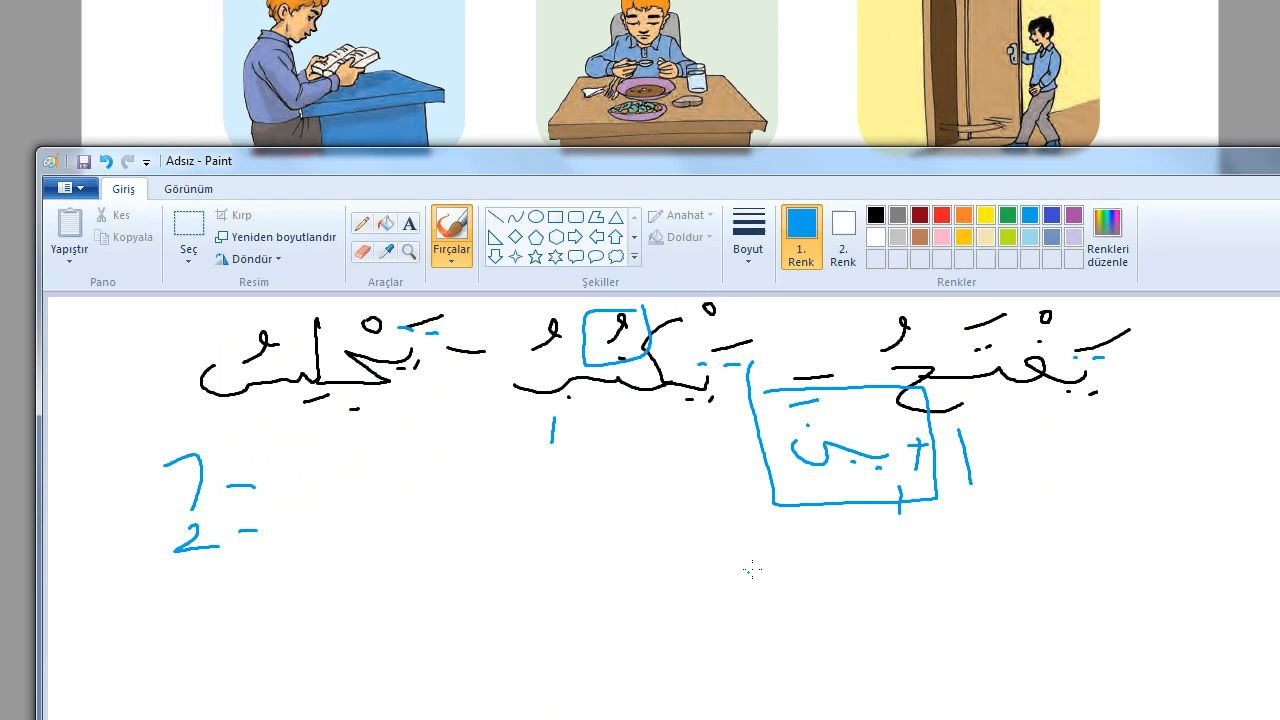 Adsız - Paint
Giriş Görünüm
Yapıştır Kes Kopyala
Seç Kırp Yeniden boyutlandır Döndür
Fırçalar
Anahat Doldur
Boyut
1. Renk
2. Renk
Renkleri düzenle
Pano Resim Araçlar Şekiller Renkler
يَفْتَحُ – يَكْتُبُ – يَجْلِسُ
ا + ينَ
1 -
2 -